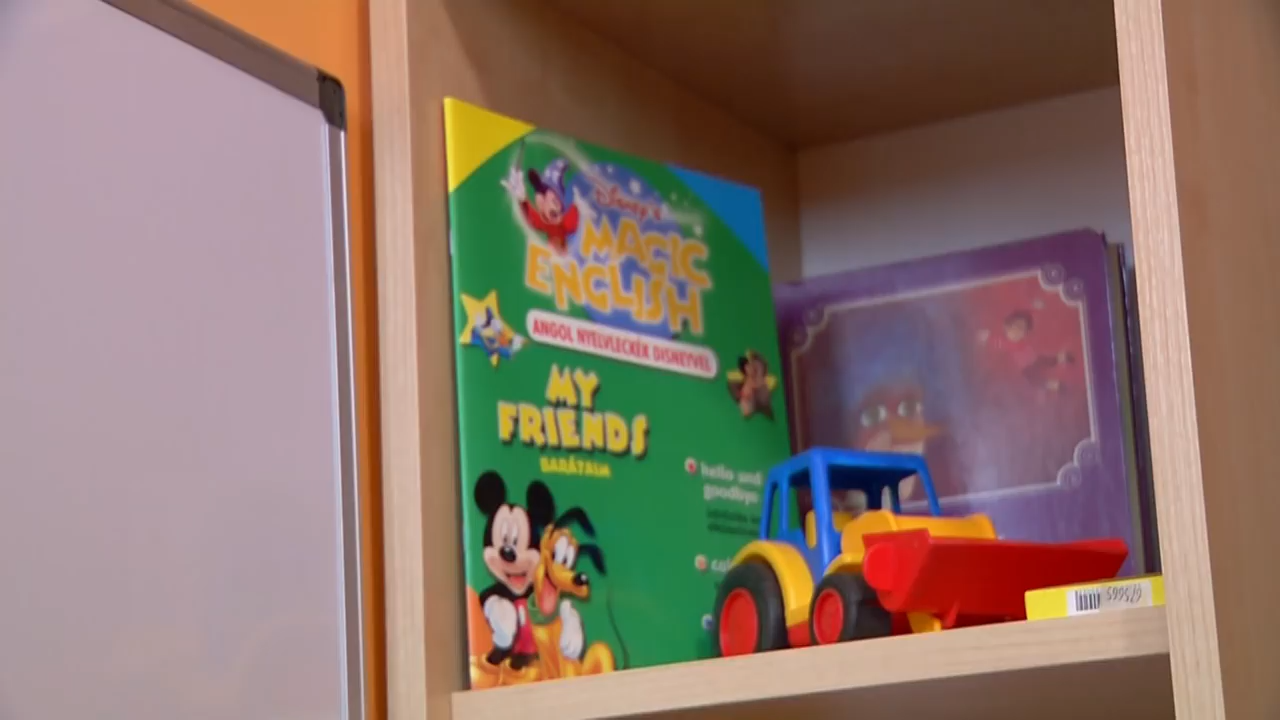 Disney's
MAGIC
ENGLISH
ANGOL NYELVLECKÉK DISNEYVEL
MY
FRIENDS
BARÁTAIM
hello and
goodbye